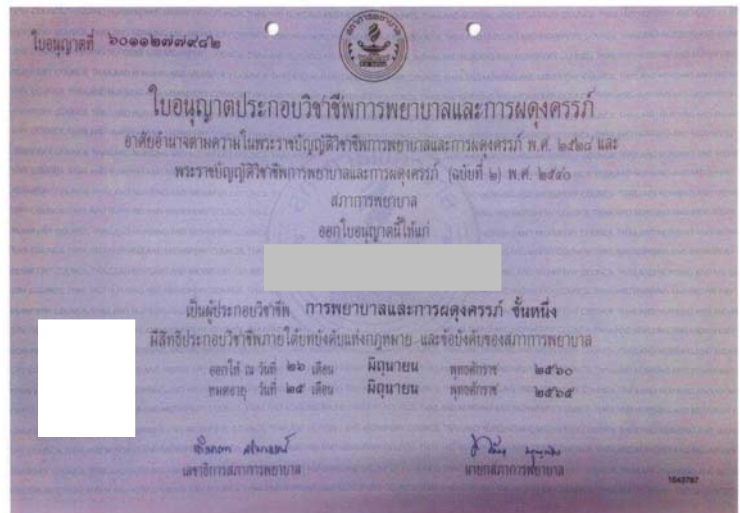 ใบอนุญาตที่ ๖๐๑๑๒๗๗๙๘๒
สภาการพยาบาล
ใบอนุญาตประกอบวิชาชีพการพยาบาลและการผดุงครรภ์
อาศัยอำนาจตามความในพระราชบัญญัติวิชาชีพการพยาบาลและการผดุงครรภ์ พ.ศ. ๒๕๒๘ และ
พระราชบัญญัติวิชาชีพการพยาบาลและการผดุงครรภ์ (ฉบับที่ ๒) พ.ศ. ๒๕๔๐
สภาการพยาบาล
ออกใบอนุญาตนี้ให้แก่
เป็นผู้ประกอบวิชาชีพ การพยาบาลและการผดุงครรภ์ ชั้นหนึ่ง
มีสิทธิประกอบวิชาชีพภายใต้บทบังคับแห่งกฎหมาย และข้อบังคับของสภาการพยาบาล
ออกให้ ณ วันที่ ๒๖ เดือน มิถุนายน พุทธศักราช ๒๕๖๐
หมดอายุ วันที่ ๒๕ เดือน มิถุนายน พุทธศักราช ๒๕๖๕
เลขาธิการสภาการพยาบาล
นายกสภาการพยาบาล
1043787